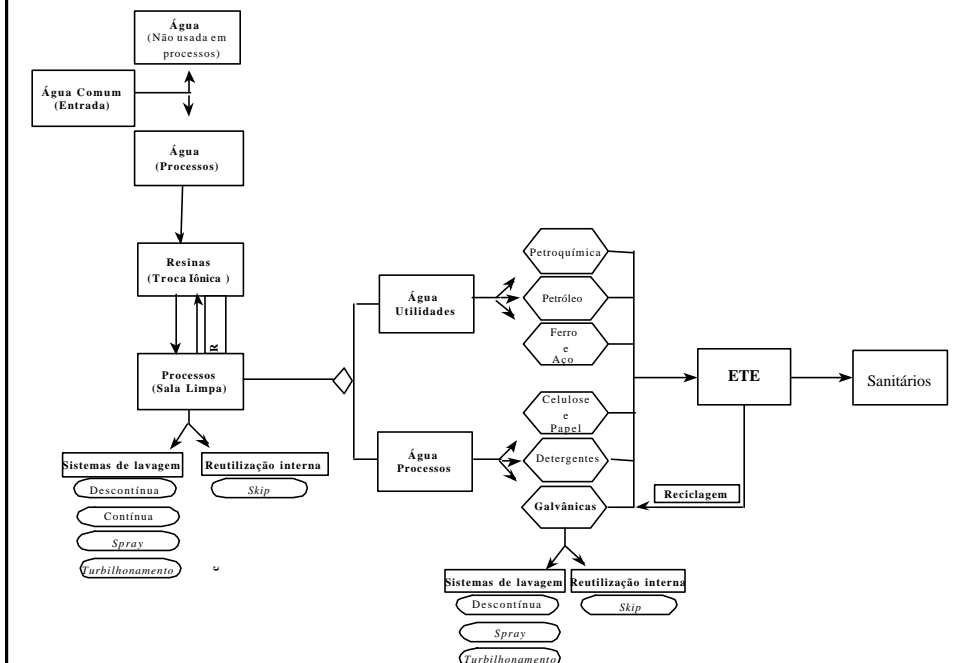 Água
(Não usada em
processos)
Água Comum
(Entrada)
Água
(Processos)
Resinas
(Troca Iônica )
R
Processos
(Sala Limpa)
Sistemas de lavagem
Descontínua
Contínua
Spray
Turbilhonamento
Reutilização interna
Skip
c
Água
Utilidades
Petroquímica
Petróleo
Ferro
e
Aço
Água
Processos
Celulose
e
Papel
Detergentes
Galvânicas
Sistemas de lavagem
Descontínua
Spray
Turbilhonamento
Reutilização interna
Skip
ETE
Reciclagem
Sanitários